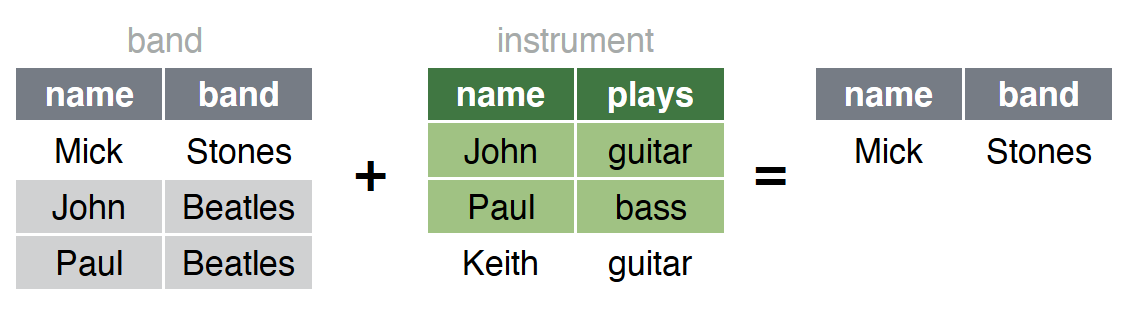 band instrument
name band name plays name band
Mick Stones John guitar Mick Stones
John Beatles + Paul bass =
Paul Beatles Keith guitar